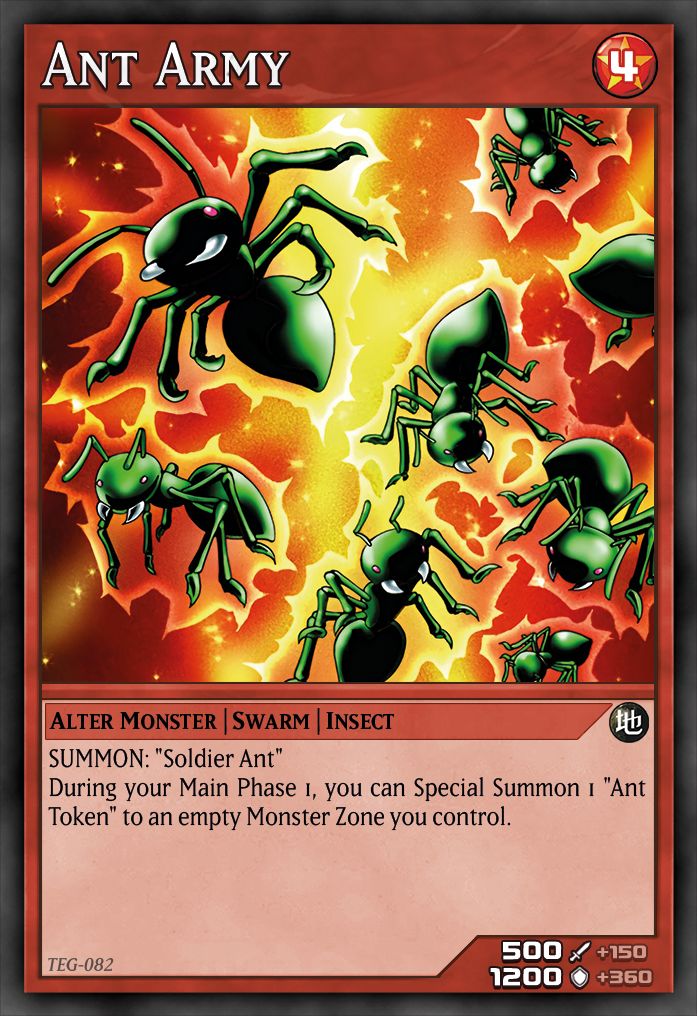 Ant Army
4
Alter Monster | Swarm | Insect
地
SUMMON: "Soldier Ant"
During your Main Phase 1, you can Special Summon 1 "Ant
Token" to an empty Monster Zone you control.
500 +150
TEG-082
1200 +360